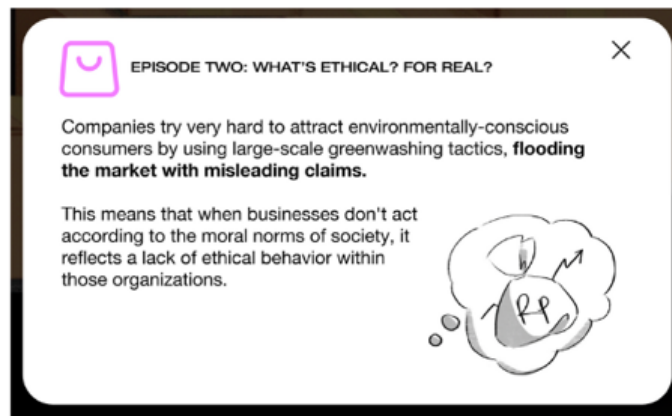 EPISODE TWO: WHAT'S ETHICAL? FOR REAL?
Companies try very hard to attract environmentally-conscious
consumers by using large-scale greenwashing tactics, flooding
the market with misleading claims.
This means that when businesses don't act
according to the moral norms of society, it
reflects a lack of ethical behavior within
those organizations.
RP